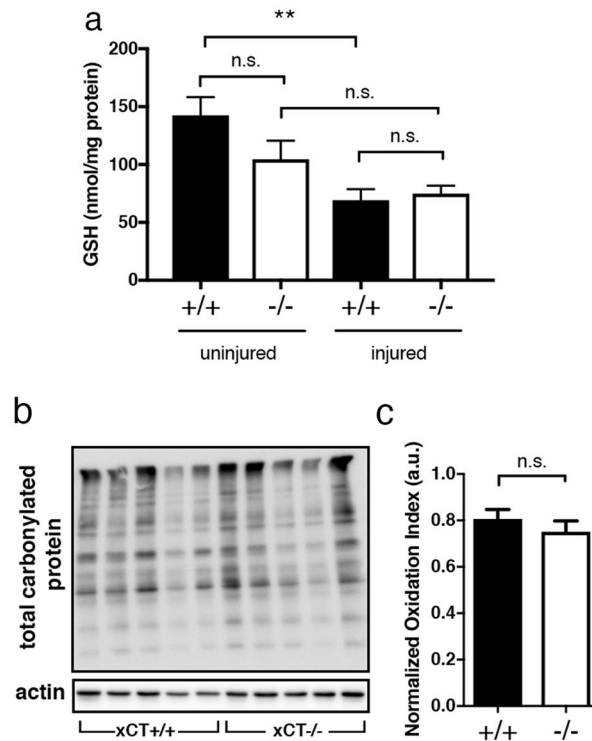 a
**
200
n.s.
n.s.
150
n.s.
100
50
0
GSH (nmol/mg protein)
+/+ -/- +/+ -/-
uninjured injured
b
total carbonylated
protein
actin
xCT+/+ xCT-/-
c
n.s.
1.0
0.8
0.6
0.4
0.2
0.0
Normalized Oxidation Index (a.u.)
+/+ -/-